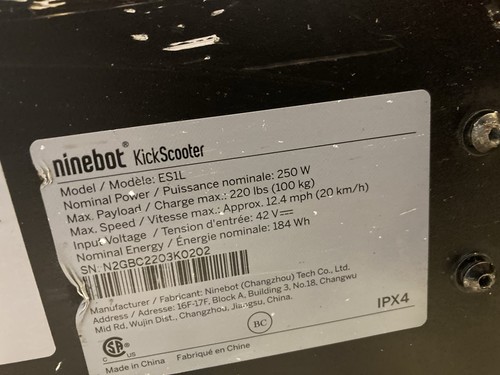 ninebot® KickScooter
Model / Modèle: ES1L
Nominal Power / Puissance nominale: 250 W
Max. Payload / Charge max.: 220 lbs (100 kg)
Max. Speed / Vitesse max.: Approx. 12.4 mph (20 km/h)
Input Voltage / Tension d'entrée: 42 V⎓
Nominal Energy / Énergie nominale: 184 Wh
SN: N2GBC2203K0202
Manufacturer / Fabricant: Ninebot (Changzhou) Tech Co., Ltd.
Address / Adresse: 16F-17F, Block A, Building 3, No.18, Changwu
Mid Rd, Wujin Dist., Changzhou, Jiangsu, China.
BC
IPX4
C US
Made in China Fabriqué en Chine